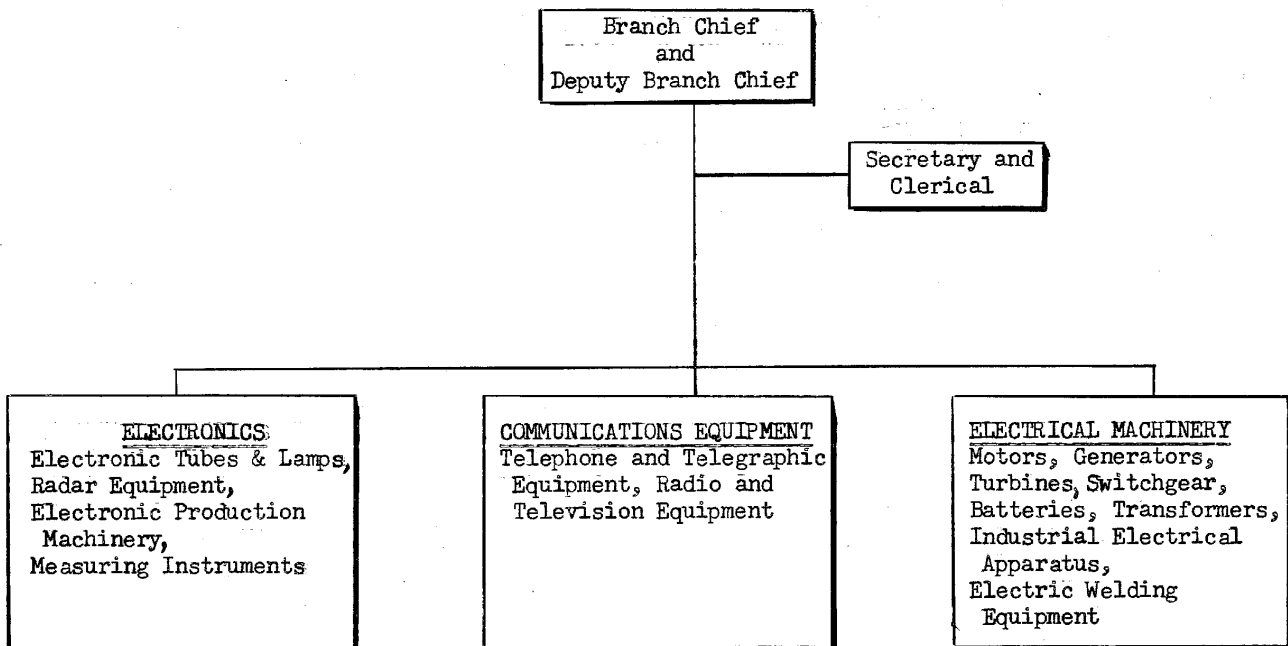 Branch Chief
and
Deputy Branch Chief
Secretary and
Clerical
ELECTRONICS
Electronic Tubes & Lamps,
Radar Equipment,
Electronic Production
Machinery,
Measuring Instruments
COMMUNICATIONS EQUIPMENT
Telephone and Telegraphic
Equipment, Radio and
Television Equipment
ELECTRICAL MACHINERY
Motors, Generators,
Turbines, Switchgear,
Batteries, Transformers,
Industrial Electrical
Apparatus,
Electric Welding
Equipment